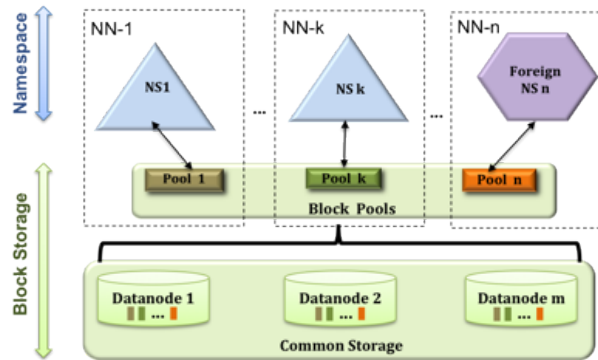 NN-1
NN-k
NN-n
Namespace
NS1
...
NS k
...
Foreign
NS n
Block Storage
Pool 1
Pool k
Pool n
Block Pools
Datanode 1
...
Datanode 2
...
Datanode m
...
Common Storage